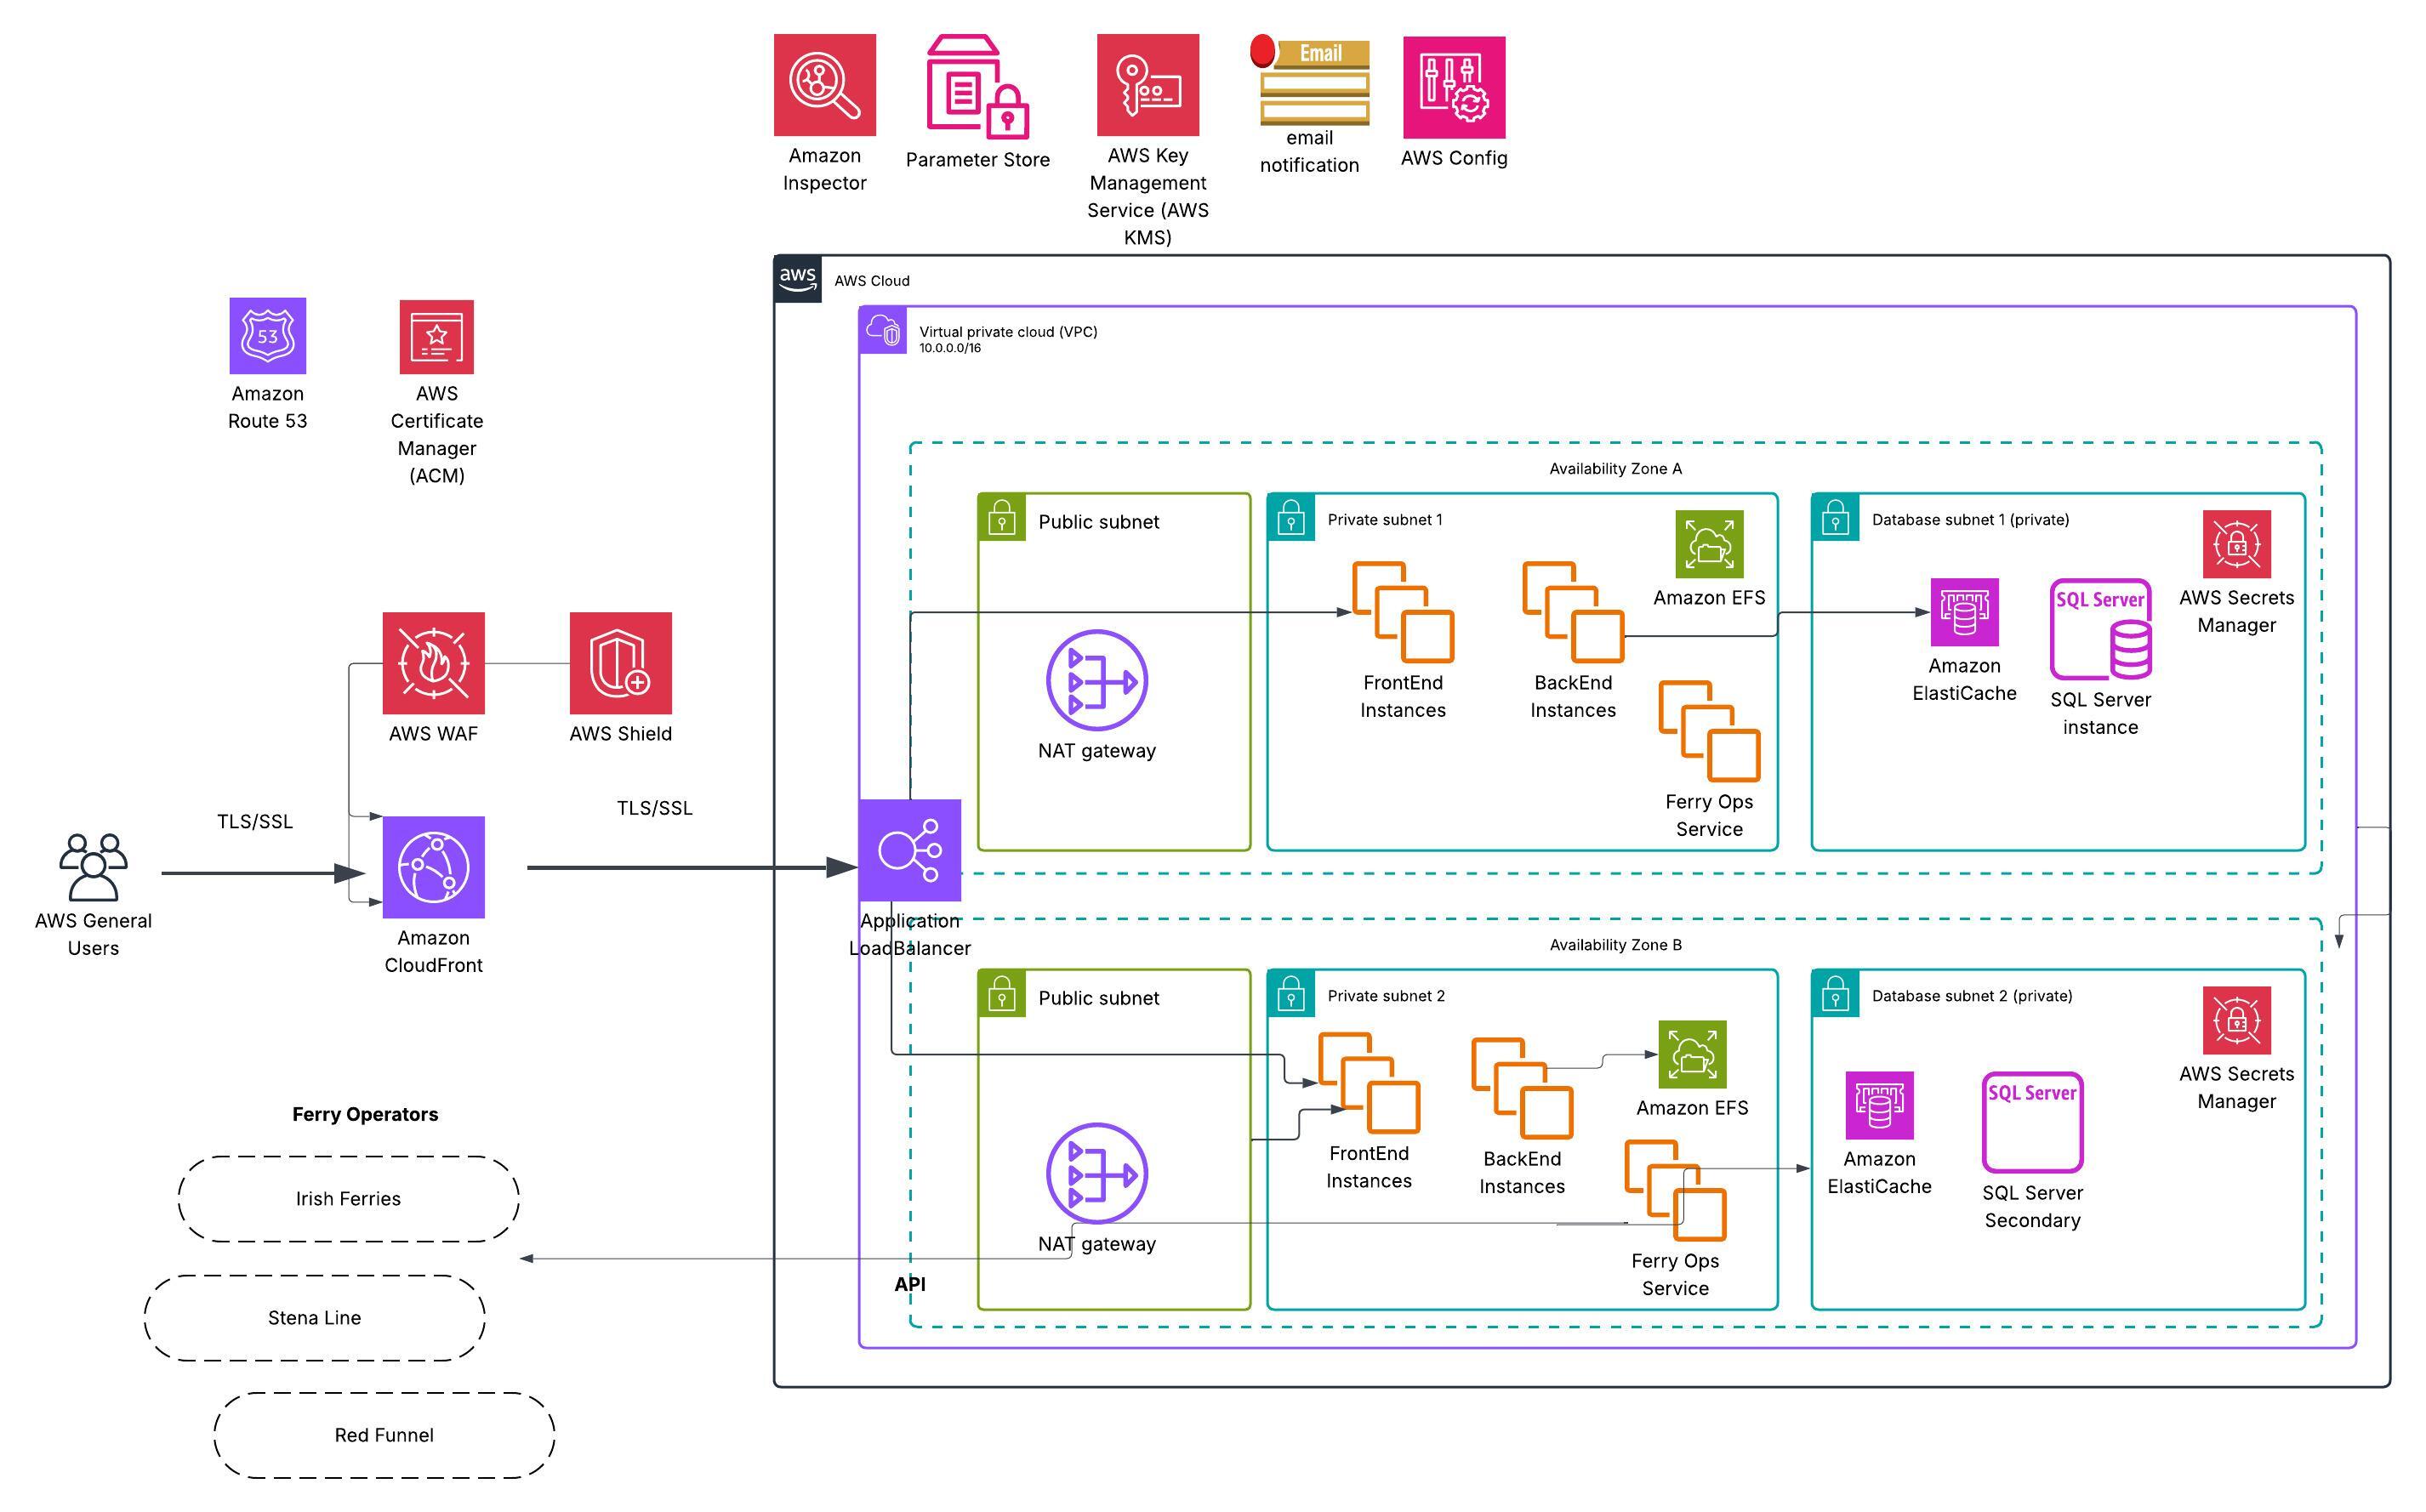 Email
Amazon
Inspector
Parameter Store
AWS Key
Management
Service (AWS
KMS)
email
notification
AWS Config
aws
AWS Cloud
Virtual private cloud (VPC)
10.0.0.0/16
53
Amazon
Route 53
AWS
Certificate
Manager
(ACM)
Availability Zone A
Public subnet
NAT gateway
Private subnet 1
Amazon EFS
FrontEnd
Instances
BackEnd
Instances
Ferry Ops
Service
Database subnet 1 (private)
AWS Secrets
Manager
Amazon
ElastiCache
SQL Server
SQL Server
instance
AWS WAF
AWS Shield
TLS/SSL
TLS/SSL
AWS General
Users
Amazon
CloudFront
Application
LoadBalancer
Availability Zone B
Public subnet
NAT gateway
API
Private subnet 2
Amazon EFS
FrontEnd
Instances
BackEnd
Instances
Ferry Ops
Service
Database subnet 2 (private)
AWS Secrets
Manager
Amazon
ElastiCache
SQL Server
SQL Server
Secondary
Ferry Operators
Irish Ferries
Stena Line
Red Funnel